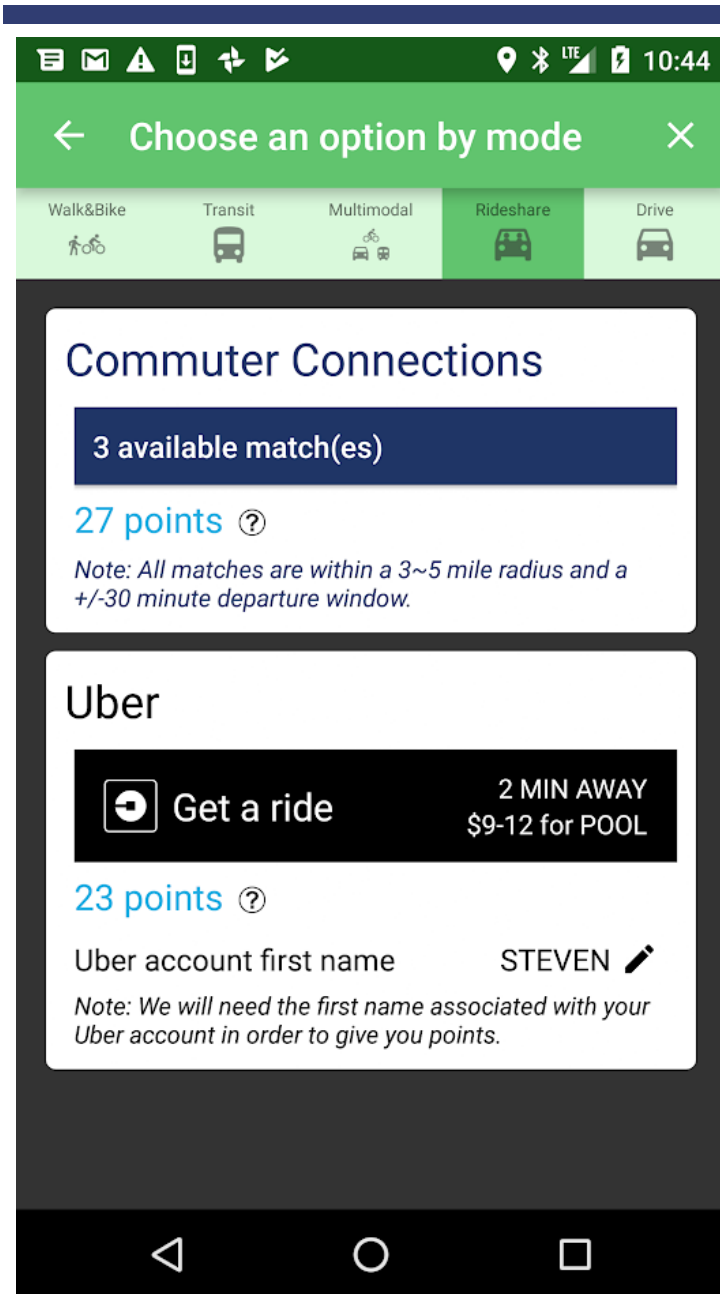 LTE 10:44
Choose an option by mode
Walk&Bike Transit Multimodal Rideshare Drive
Commuter Connections
3 available match(es)
27 points ?
Note: All matches are within a 3~5 mile radius and a
+/-30 minute departure window.
Uber
Get a ride
2 MIN AWAY
$9-12 for POOL
23 points ?
Uber account first name STEVEN
Note: We will need the first name associated with your
Uber account in order to give you points.